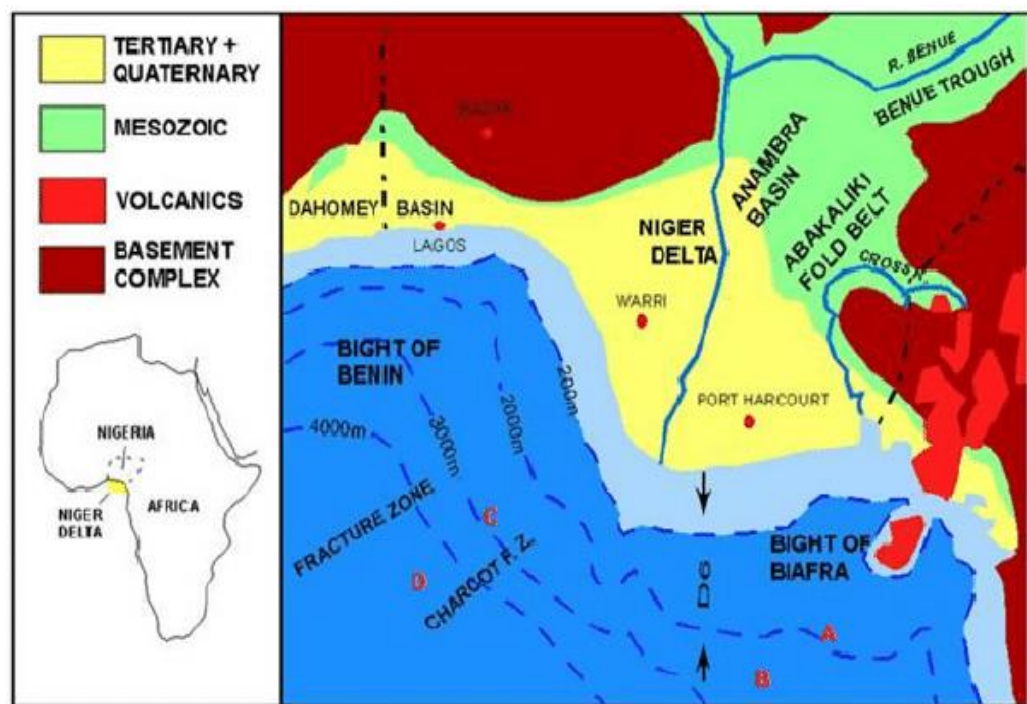 TERTIARY +
QUATERNARY
MESOZOIC
VOLCANICS
BASEMENT
COMPLEX
NIGERIA
NIGER
DELTA
AFRICA
R. BENUE
BENUE TROUGH
ANAMBRA
BASIN
ABAKALIKI
FOLD BELT
DAHOMEY BASIN
LAGOS
NIGER
DELTA
WARRI
PORT HARCOURT
BIGHT OF
BENIN
200m
2000m
3000m
4000m
FRACTURE ZONE
CHARCOT F. Z.
C
D
BIGHT OF
BIAFRA
A
B